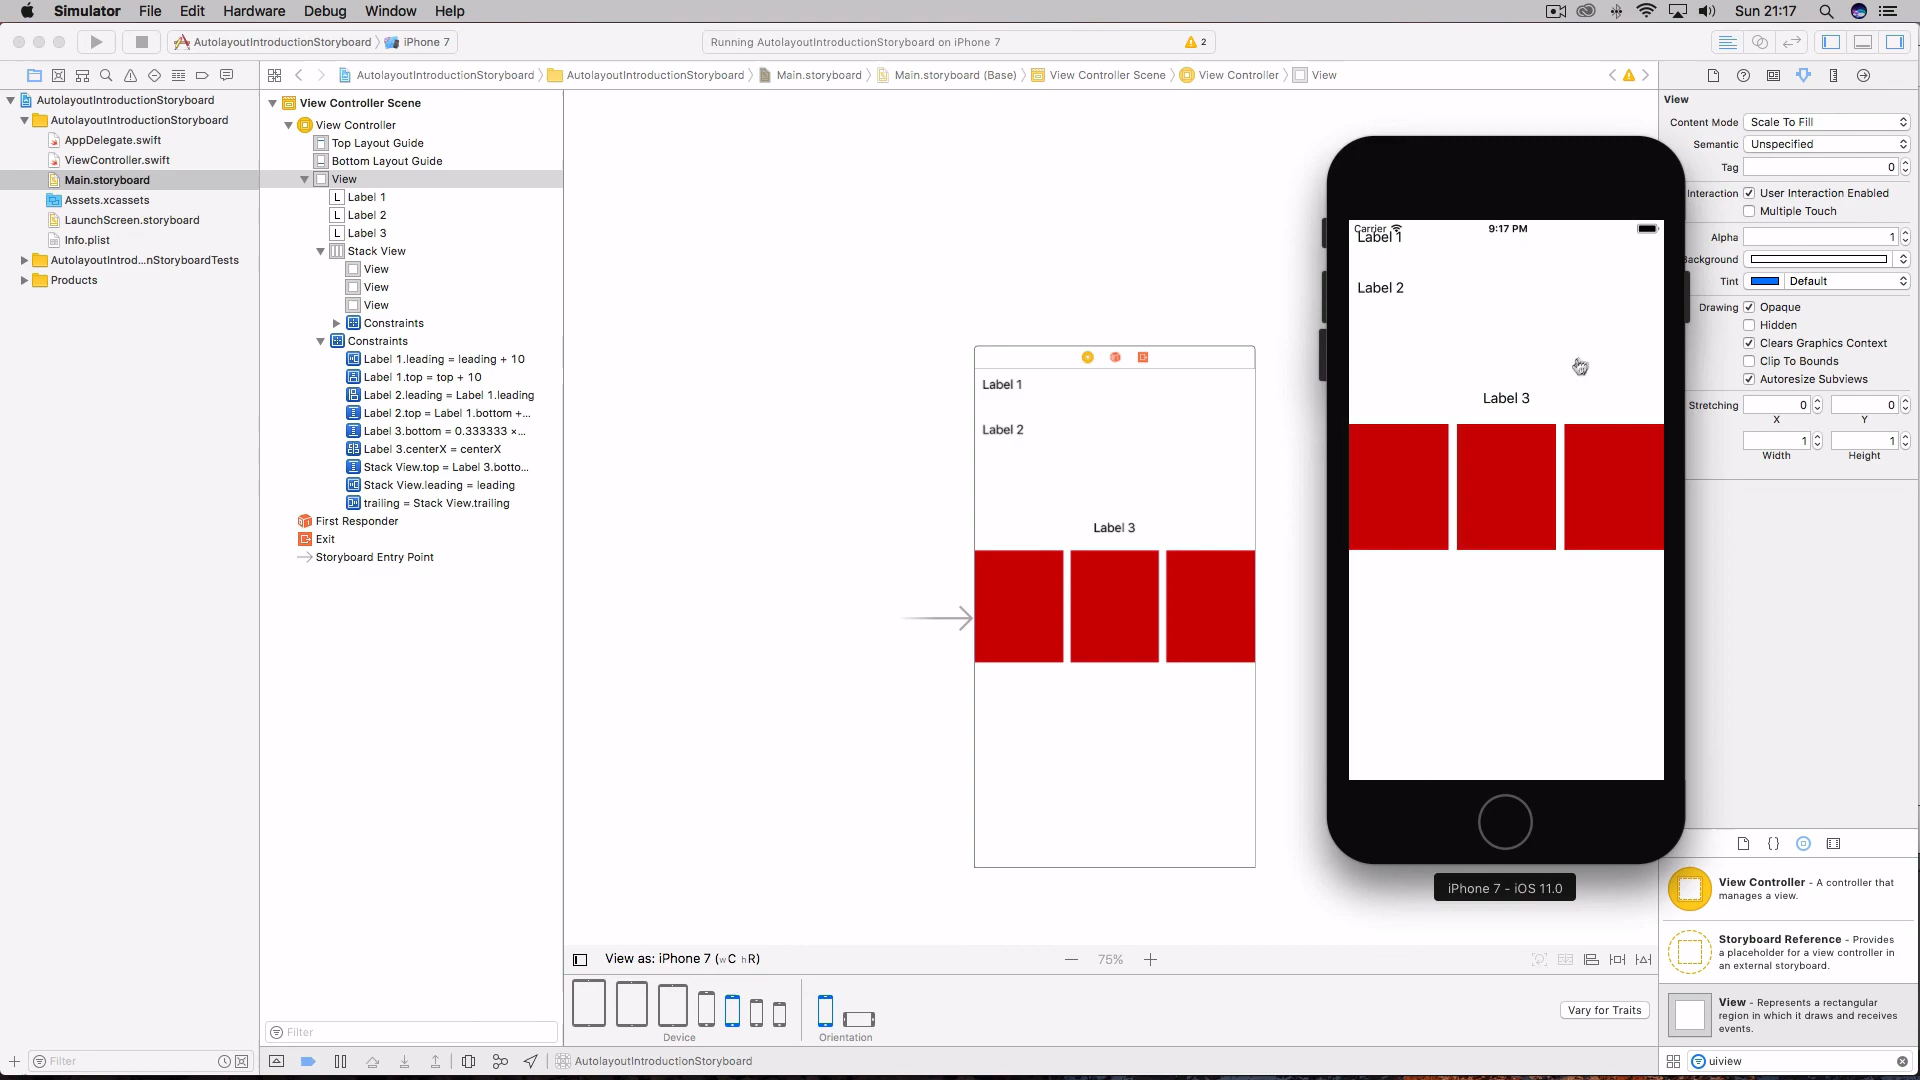 Simulator File Edit Hardware Debug Window Help
Sun 21:17
AutolayoutIntroductionStoryboard iPhone 7
Running AutolayoutIntroductionStoryboard on iPhone 7
2
AutolayoutIntroductionStoryboard AutolayoutIntroductionStoryboard Main.storyboard Main.storyboard (Base) View Controller Scene View Controller View
AutolayoutIntroductionStoryboard
AutolayoutIntroductionStoryboard
AppDelegate.swift
ViewController.swift
Main.storyboard
Assets.xcassets
LaunchScreen.storyboard
Info.plist
AutolayoutIntrod...nStoryboardTests
Products
Filter
View Controller Scene
View Controller
Top Layout Guide
Bottom Layout Guide
View
L Label 1
L Label 2
L Label 3
Stack View
View
View
View
Constraints
Constraints
Label 1.leading = leading + 10
Label 1.top = top + 10
Label 2.leading = Label 1.leading
Label 2.top = Label 1.bottom +...
Label 3.bottom = 0.333333 ×...
Label 3.centerX = centerX
Stack View.top = Label 3.botto...
Stack View.leading = leading
trailing = Stack View.trailing
First Responder
Exit
Storyboard Entry Point
Filter
Label 1
Label 2
Label 3
Carrier
9:17 PM
Label 1
Label 2
Label 3
iPhone 7 - iOS 11.0
View as: iPhone 7 (wC hR)
75%
Device
Orientation
Vary for Traits
AutolayoutIntroductionStoryboard
View
Content Mode Scale To Fill
Semantic Unspecified
Tag 0
Interaction User Interaction Enabled
Multiple Touch
Alpha 1
Background
Tint Default
Drawing Opaque
Hidden
Clears Graphics Context
Clip To Bounds
Autoresize Subviews
Stretching 0 0
X Y
1 1
Width Height
{ }
View Controller - A controller that
manages a view.
Storyboard Reference - Provides
a placeholder for a view controller in
an external storyboard.
View - Represents a rectangular
region in which it draws and receives
events.
uiview